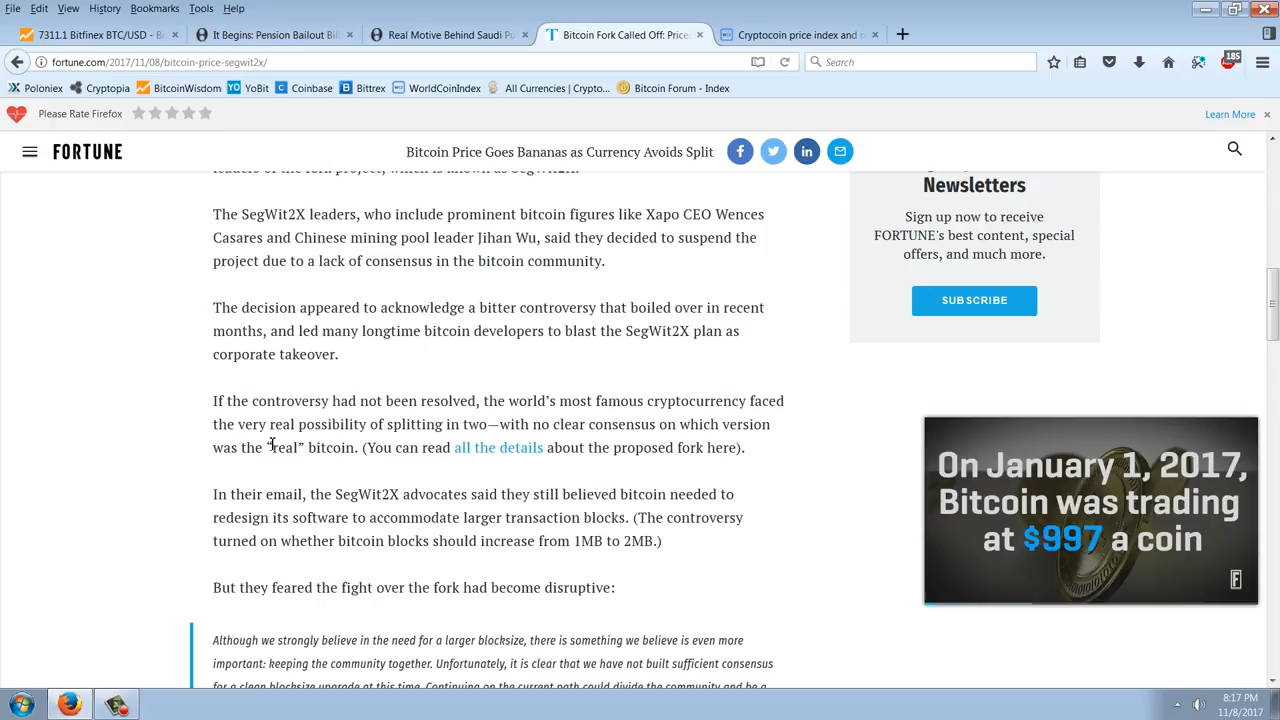 File Edit View History Bookmarks Tools Help
7311.1 Bitfinex BTC/USD - Bi × It Begins: Pension Bailout Bi × Real Motive Behind Saudi Pu × Bitcoin Fork Called Off: Price × Cryptocoin price index and m ×
fortune.com/2017/11/08/bitcoin-price-segwit2x/ Search 185
Poloniex Cryptopia BitcoinWisdom YoBit Coinbase Bittrex WorldCoinIndex All Currencies | Crypto... Bitcoin Forum - Index
Please Rate Firefox Learn More ×
FORTUNE Bitcoin Price Goes Bananas as Currency Avoids Split
leaders of the fork project, which is known as SegWit2X.
The SegWit2X leaders, who include prominent bitcoin figures like Xapo CEO Wences
Casares and Chinese mining pool leader Jihan Wu, said they decided to suspend the
project due to a lack of consensus in the bitcoin community.
The decision appeared to acknowledge a bitter controversy that boiled over in recent
months, and led many longtime bitcoin developers to blast the SegWit2X plan as
corporate takeover.
If the controversy had not been resolved, the world's most famous cryptocurrency faced
the very real possibility of splitting in two—with no clear consensus on which version
was the “real” bitcoin. (You can read all the details about the proposed fork here).
In their email, the SegWit2X advocates said they still believed bitcoin needed to
redesign its software to accommodate larger transaction blocks. (The controversy
turned on whether bitcoin blocks should increase from 1MB to 2MB.)
But they feared the fight over the fork had become disruptive:
Although we strongly believe in the need for a larger blocksize, there is something we believe is even more
important: keeping the community together. Unfortunately, it is clear that we have not built sufficient consensus
for a clean blocksize upgrade at this time. Continuing on the current path could divide the community and be a
Newsletters
Sign up now to receive
FORTUNE's best content, special
offers, and much more.
SUBSCRIBE
On January 1, 2017,
Bitcoin was trading
at $997 a coin
F
8:17 PM
11/8/2017